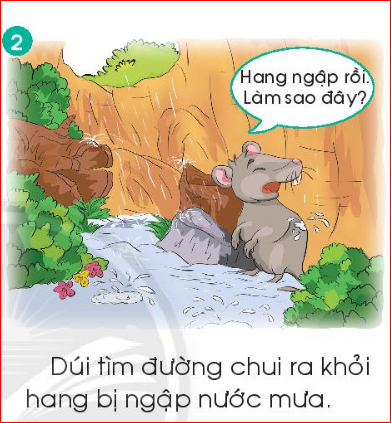 2
Hang ngập rồi.
Làm sao đây?
Dúi tìm đường chui ra khỏi
hang bị ngập nước mưa.